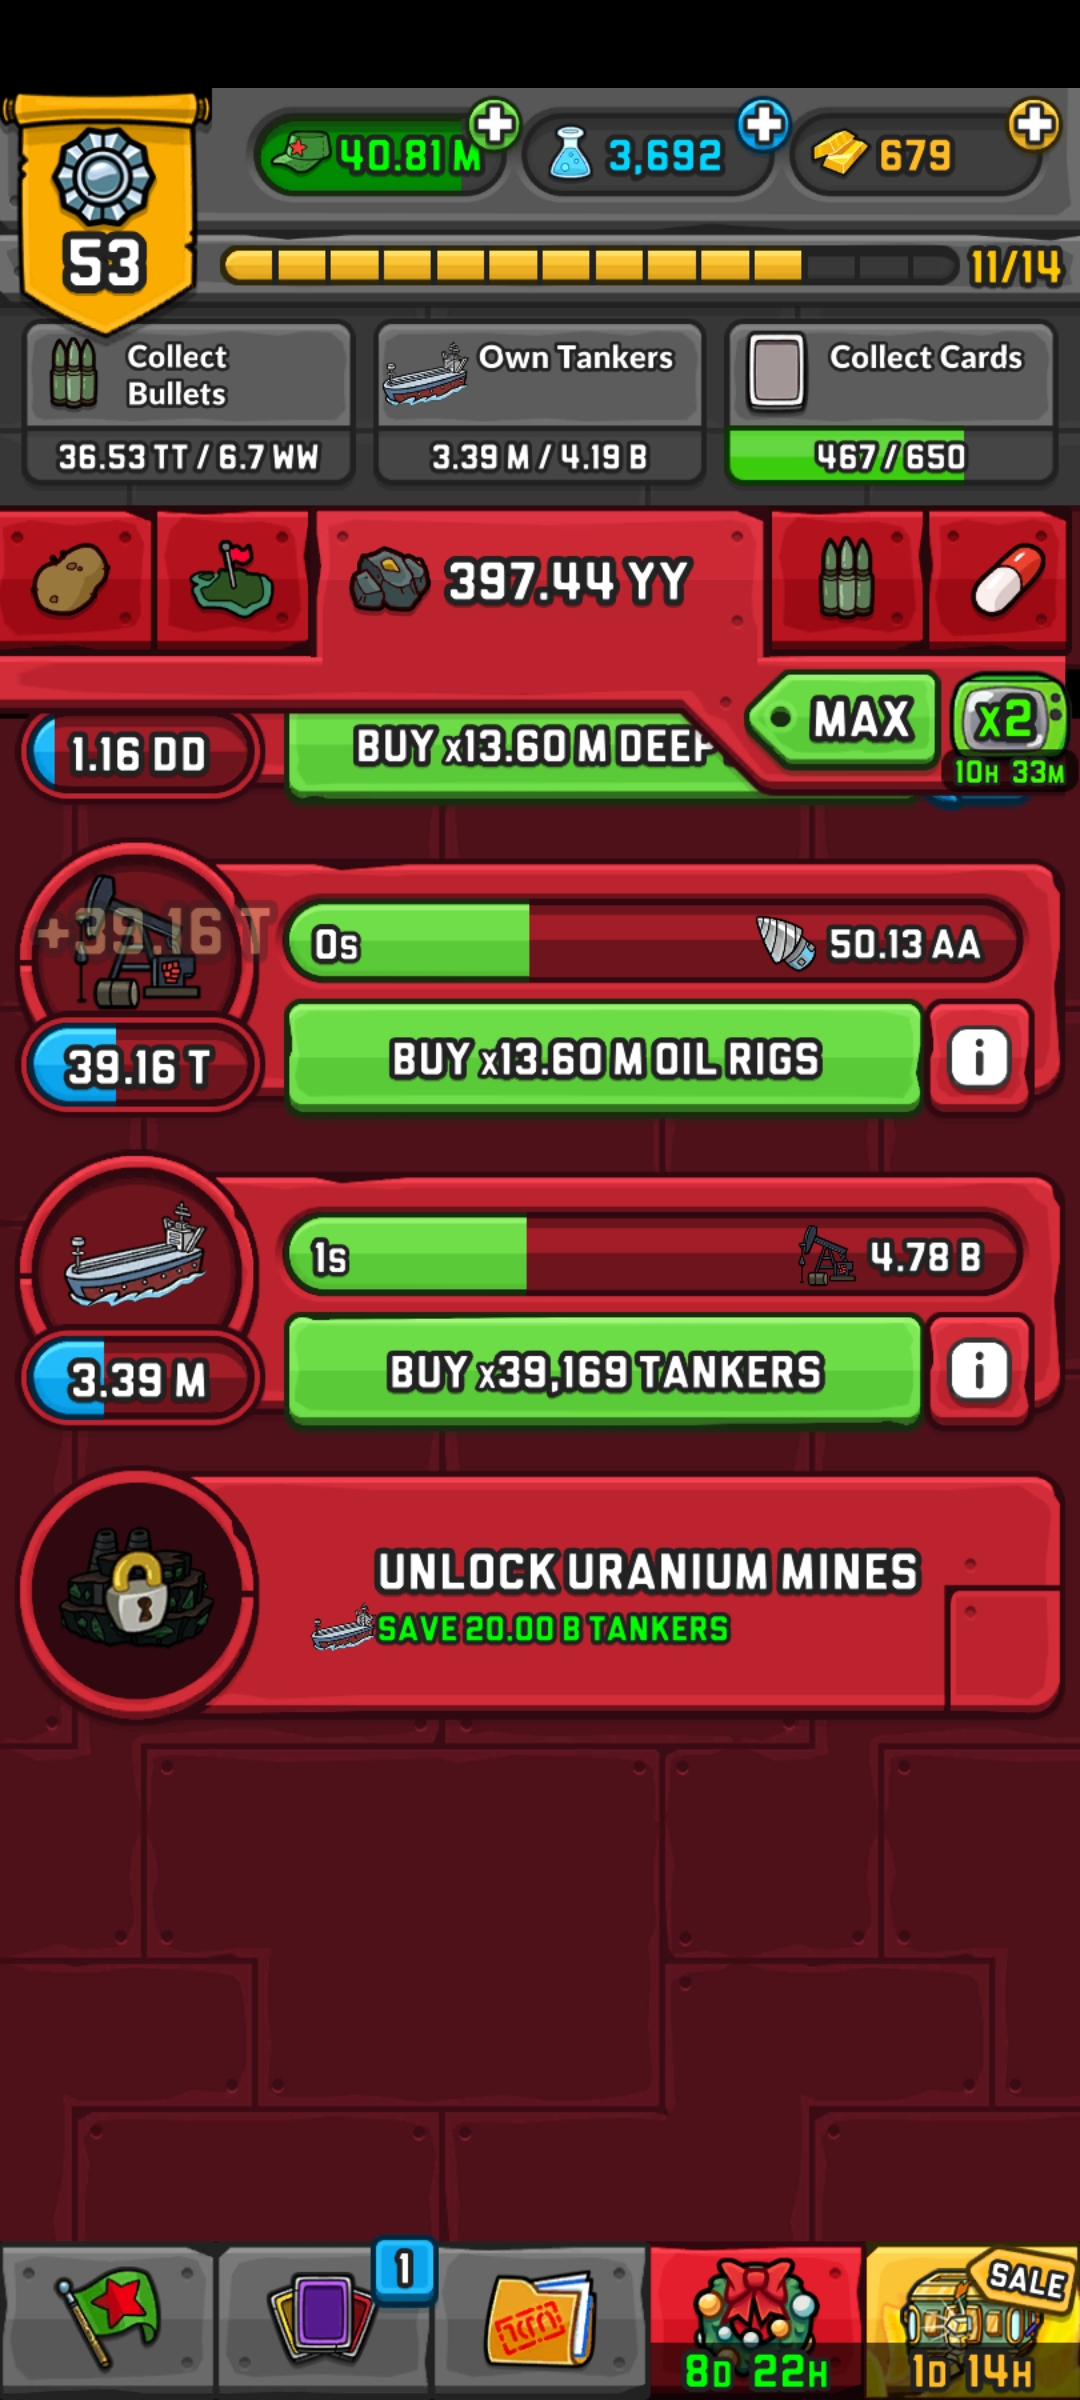 40.81 M
3,692
679
53
11/14
Collect
Bullets
Own Tankers
Collect Cards
36.53 TT / 6.7 WW
3.39 M / 4.19 B
467 / 650
397.44 YY
MAX
x2
10H 33M
1.16 DD
BUY x13.60 M DEEP
+39.16 T
0s
50.13 AA
39.16 T
BUY x13.60 M OIL RIGS
i
1s
4.78 B
3.39 M
BUY x39,169 TANKERS
i
UNLOCK URANIUM MINES
SAVE 20.00 B TANKERS
1
SALE
8D 22H
1D 14H